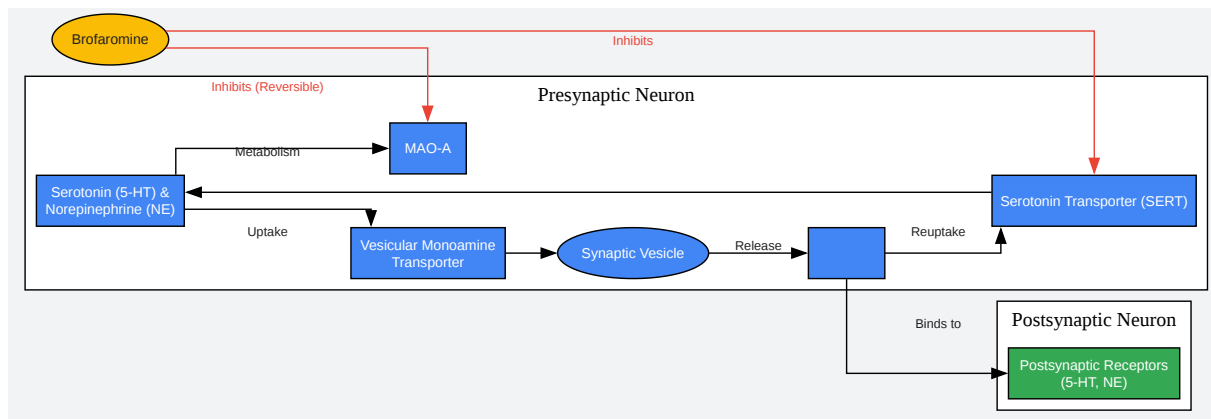 Brofaromine
Inhibits
Inhibits (Reversible)
Presynaptic Neuron
MAO-A
Metabolism
Serotonin (5-HT) &
Norepinephrine (NE)
Serotonin Transporter (SERT)
Uptake
Vesicular Monoamine
Transporter
Synaptic Vesicle
Release
Reuptake
Binds to
Postsynaptic Neuron
Postsynaptic Receptors
(5-HT, NE)